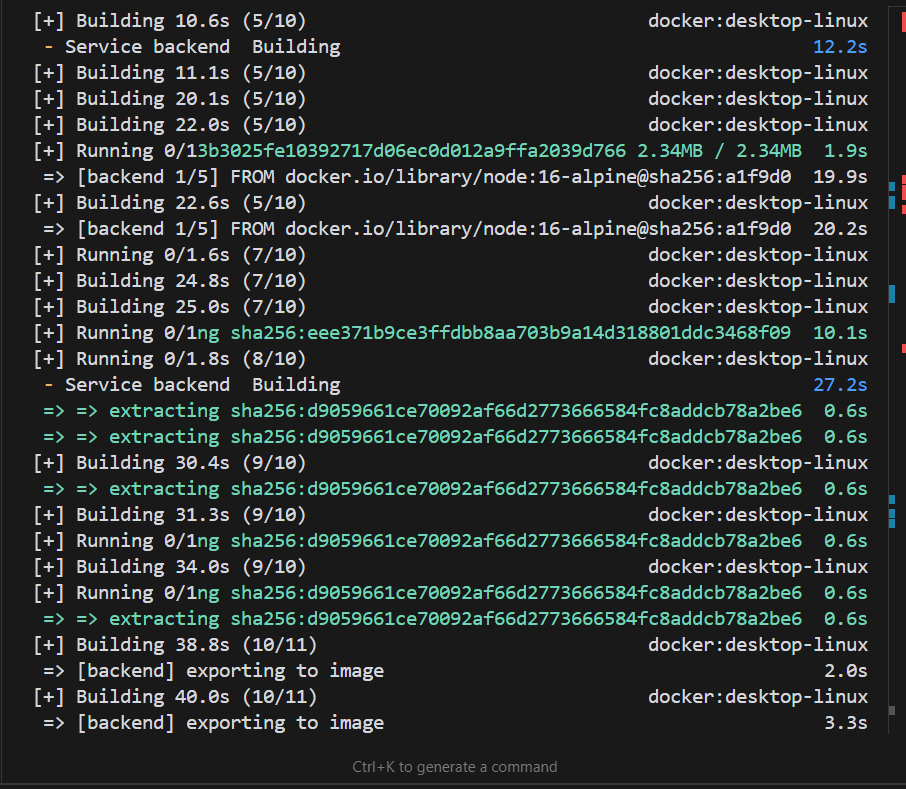 [+] Building 10.6s (5/10) docker:desktop-linux
- Service backend Building 12.2s
[+] Building 11.1s (5/10) docker:desktop-linux
[+] Building 20.1s (5/10) docker:desktop-linux
[+] Building 22.0s (5/10) docker:desktop-linux
[+] Running 0/13b3025fe10392717d06ec0d012a9ffa2039d766 2.34MB / 2.34MB 1.9s
=> [backend 1/5] FROM docker.io/library/node:16-alpine@sha256:a1f9d0 19.9s
[+] Building 22.6s (5/10) docker:desktop-linux
=> [backend 1/5] FROM docker.io/library/node:16-alpine@sha256:a1f9d0 20.2s
[+] Running 0/1.6s (7/10) docker:desktop-linux
[+] Building 24.8s (7/10) docker:desktop-linux
[+] Building 25.0s (7/10) docker:desktop-linux
[+] Running 0/1ng sha256:eee371b9ce3ffdbb8aa703b9a14d318801ddc3468f09 10.1s
[+] Running 0/1.8s (8/10) docker:desktop-linux
- Service backend Building 27.2s
=> => extracting sha256:d9059661ce70092af66d2773666584fc8addcb78a2be6 0.6s
=> => extracting sha256:d9059661ce70092af66d2773666584fc8addcb78a2be6 0.6s
[+] Building 30.4s (9/10) docker:desktop-linux
=> => extracting sha256:d9059661ce70092af66d2773666584fc8addcb78a2be6 0.6s
[+] Building 31.3s (9/10) docker:desktop-linux
[+] Running 0/1ng sha256:d9059661ce70092af66d2773666584fc8addcb78a2be6 0.6s
[+] Building 34.0s (9/10) docker:desktop-linux
[+] Running 0/1ng sha256:d9059661ce70092af66d2773666584fc8addcb78a2be6 0.6s
=> => extracting sha256:d9059661ce70092af66d2773666584fc8addcb78a2be6 0.6s
[+] Building 38.8s (10/11) docker:desktop-linux
=> [backend] exporting to image 2.0s
[+] Building 40.0s (10/11) docker:desktop-linux
=> [backend] exporting to image 3.3s
Ctrl+K to generate a command